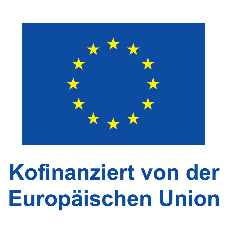 Kofinanziert von der
Europäischen Union